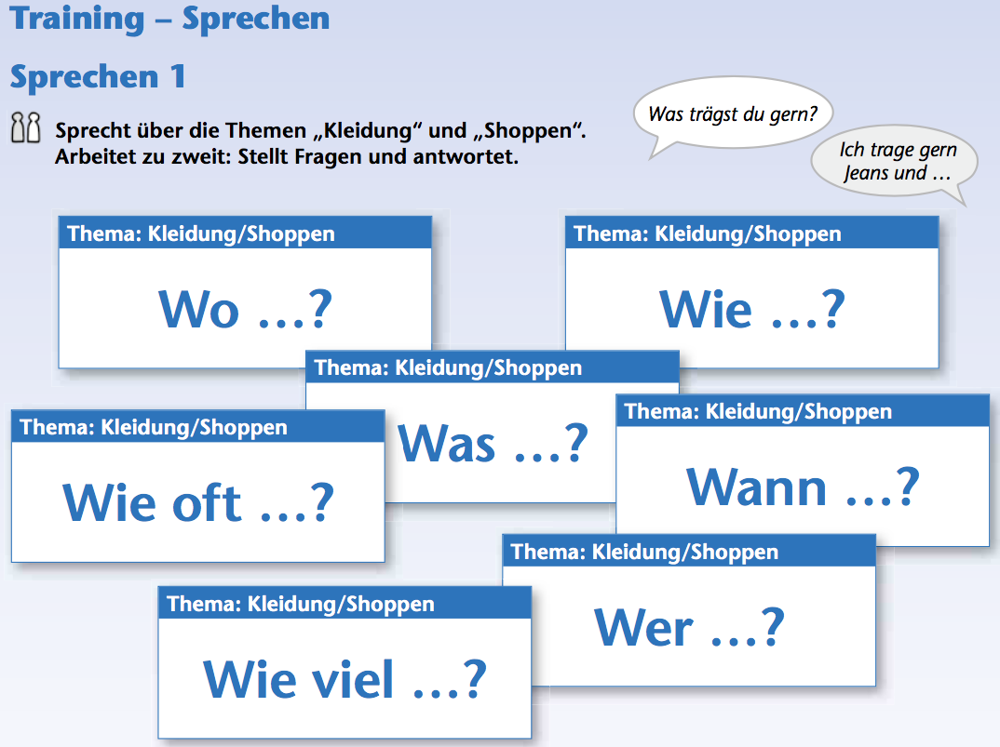 Training – Sprechen
Sprechen 1
Sprecht über die Themen „Kleidung“ und „Shoppen“.
Arbeitet zu zweit: Stellt Fragen und antwortet.
Was trägst du gern?
Ich trage gern
Jeans und …
Thema: Kleidung/Shoppen
Wo …?
Thema: Kleidung/Shoppen
Wie …?
Thema: Kleidung/Shoppen
Was …?
Thema: Kleidung/Shoppen
Wie oft …?
Thema: Kleidung/Shoppen
Wann …?
Thema: Kleidung/Shoppen
Wer …?
Thema: Kleidung/Shoppen
Wie viel …?